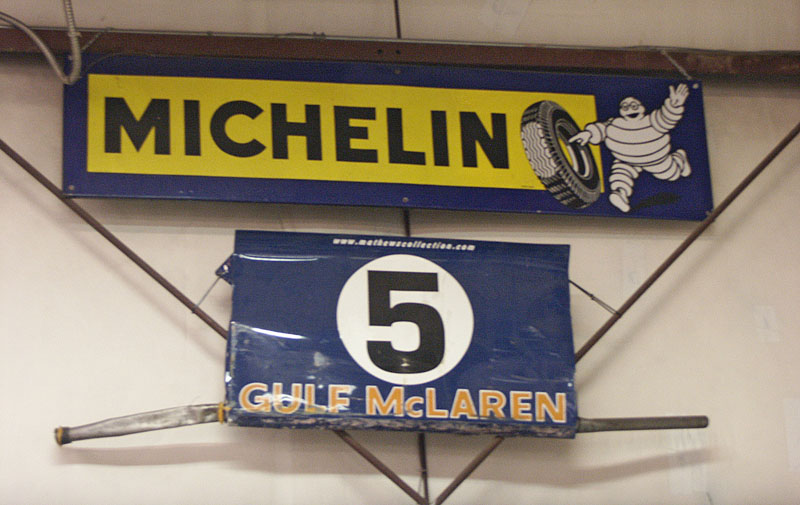 MICHELIN
www.mathewscollection.com
5
GULF McLAREN